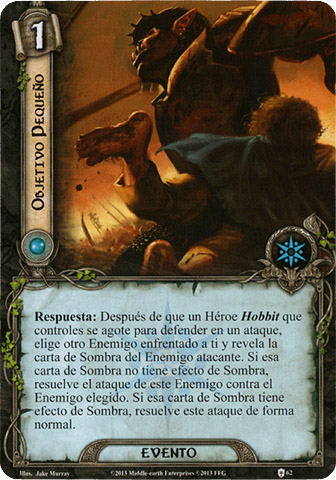 1
OBJETIVO PEQUEÑO
Respuesta: Después de que un Héroe Hobbit que
controles se agote para defender en un ataque,
elige otro Enemigo enfrentado a ti y revela la
carta de Sombra del Enemigo atacante. Si esa
carta de Sombra no tiene efecto de Sombra,
resuelve el ataque de este Enemigo contra el
Enemigo elegido. Si esa carta de Sombra tiene
efecto de Sombra, resuelve este ataque de forma
normal.
EVENTO
Illus. Jake Murray
©2013 Middle-earth Enterprises ©2013 FFG
62